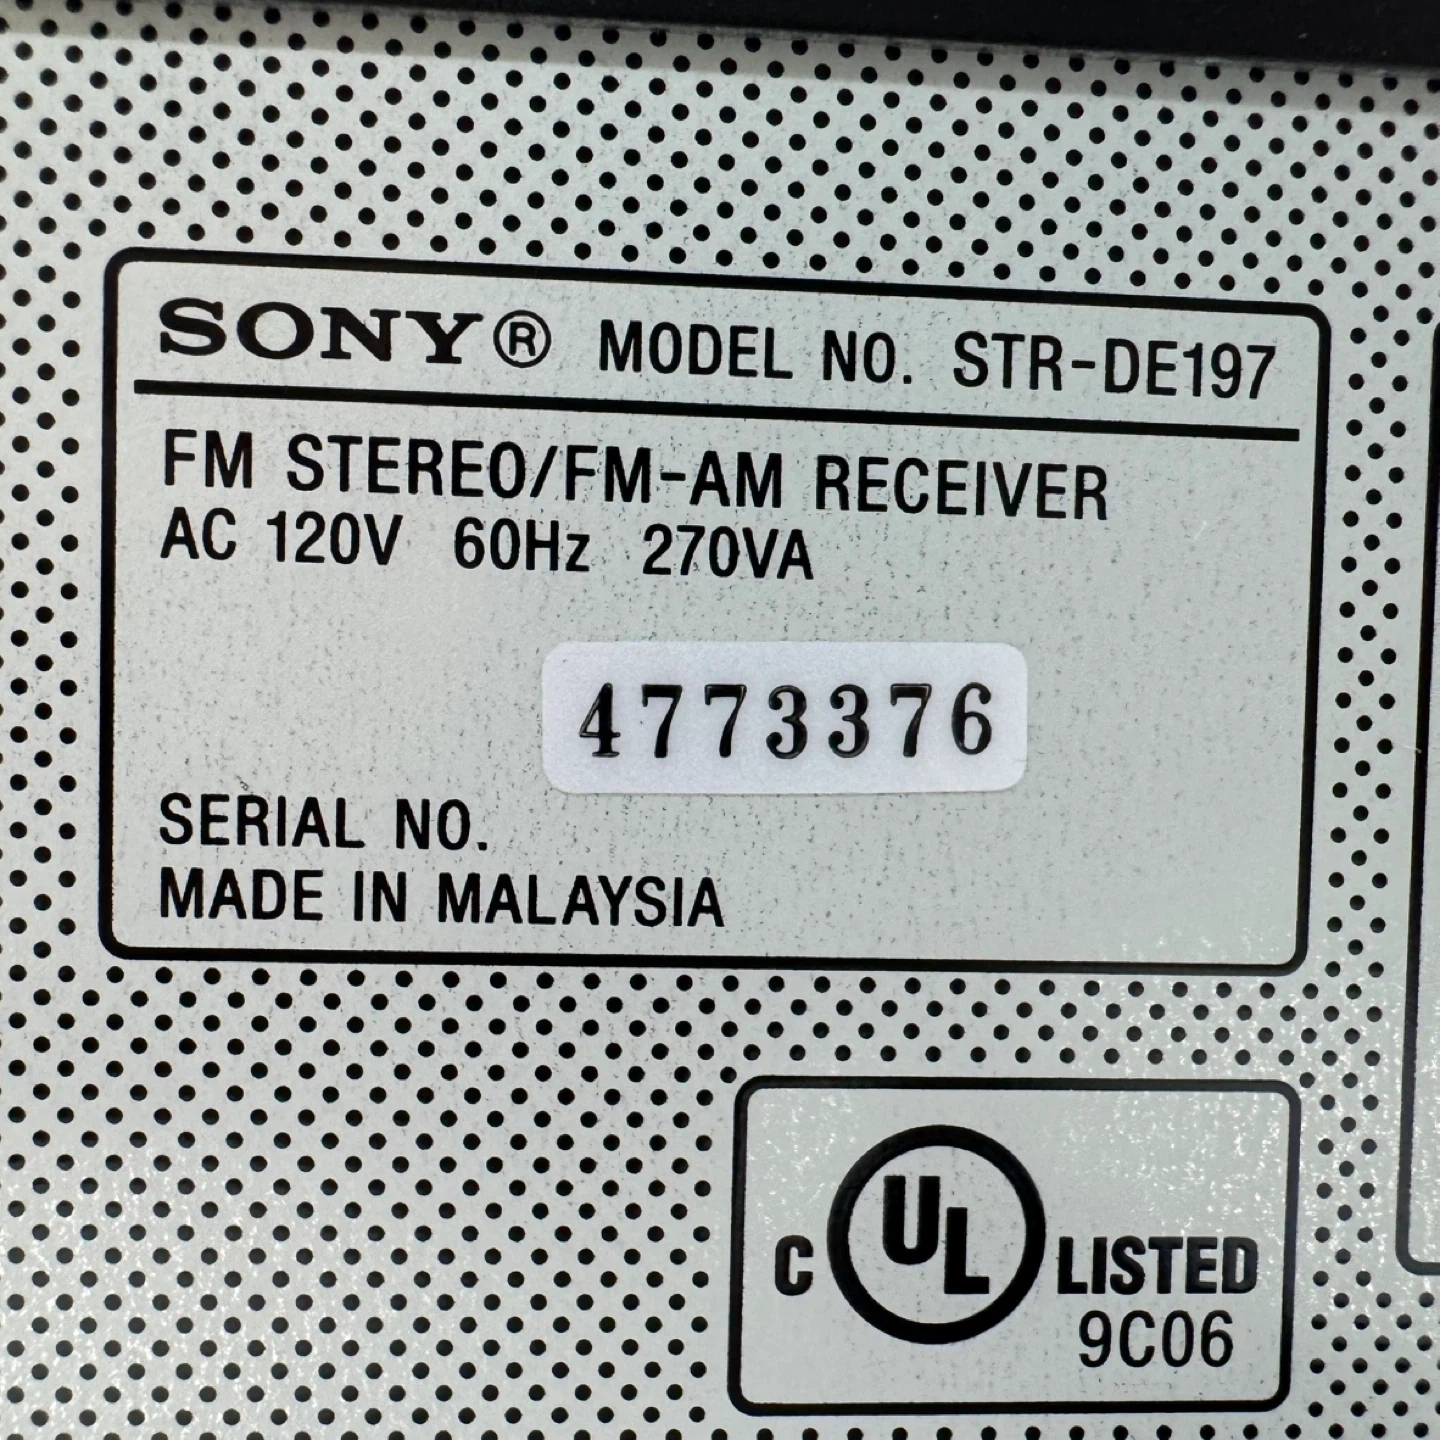 SONY® MODEL NO. STR-DE197
FM STEREO/FM-AM RECEIVER
AC 120V 60Hz 270VA
4773376
SERIAL NO.
MADE IN MALAYSIA
C UL LISTED
9C06